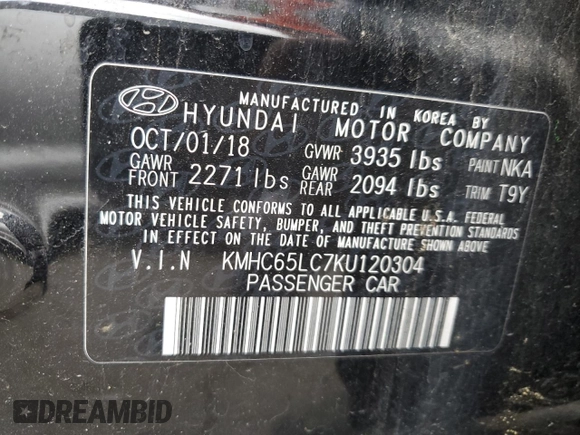 MANUFACTURED IN KOREA BY
HYUNDAI MOTOR COMPANY
OCT/01/18 GVWR 3935 lbs PAINT NKA
GAWR FRONT 2271 lbs GAWR REAR 2094 lbs TRIM T9Y
THIS VEHICLE CONFORMS TO ALL APPLICABLE U.S.A. FEDERAL
MOTOR VEHICLE SAFETY, BUMPER, AND THEFT PREVENTION STANDARDS
IN EFFECT ON THE DATE OF MANUFACTURE SHOWN ABOVE
V.I.N KMHC65LC7KU120304
PASSENGER CAR
DREAMBID